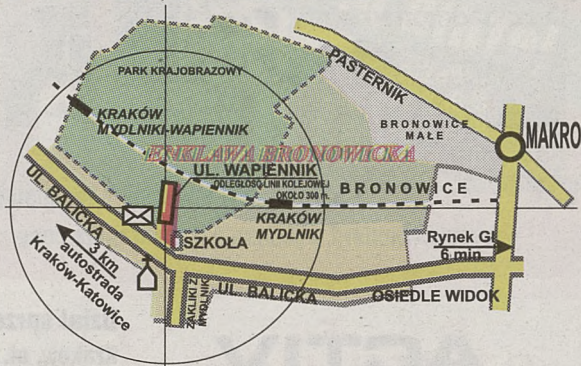 PARK KRAJOBRAZOWY
PASTERNIK
KRAKÓW
MYDLNIKI-WAPIENNIK
BRONOWICE
MAŁE
MAKRO
ENKLAWA BRONOWICKA
UL. WAPIENNIK
ODLEGŁOŚĆ LINII KOLEJOWEJ
OKOŁO 300 m.
BRONOWICE
UL. BALICKA
KRAKÓW
MYDLNIK
SZKOŁA
3 km
autostrada
Kraków-Katowice
Rynek Gł.
6 min
ZAKLIKI Z
MYDLNIK
UL. BALICKA
OSIEDLE WIDOK